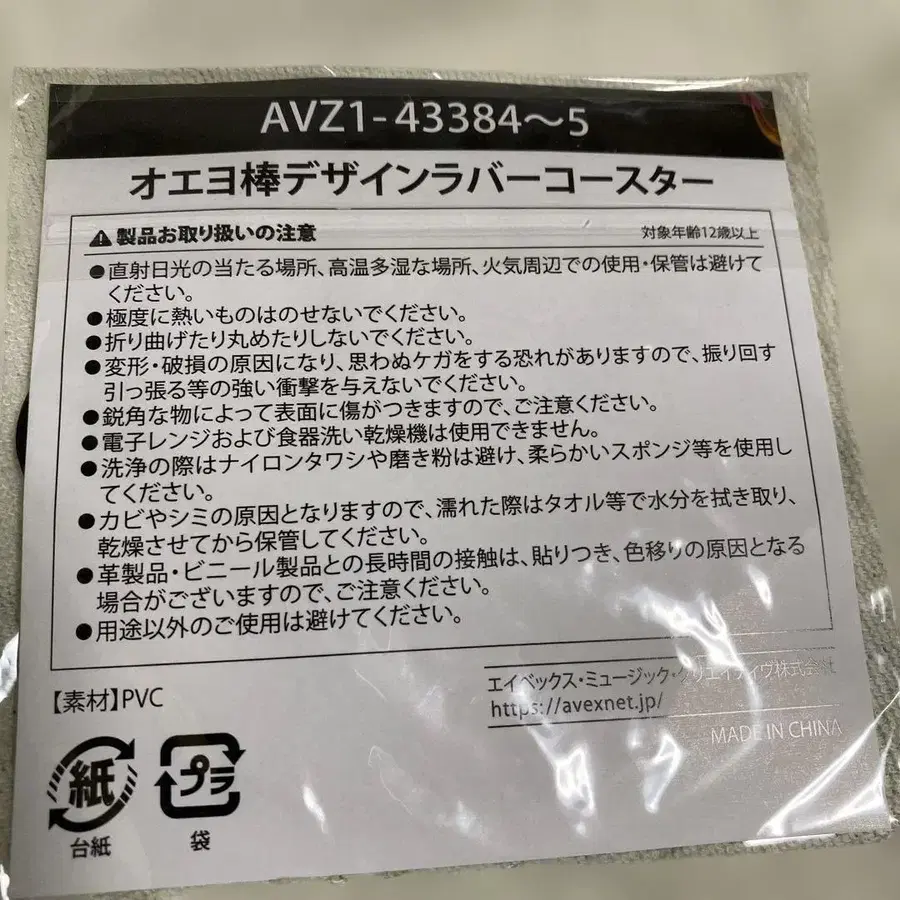 AVZ1-43384～5
オエヨ棒デザインラバーコースター
製品お取り扱いの注意
対象年齢12歳以上
●直射日光の当たる場所、高温多湿な場所、火気周辺での使用・保管は避けて
ください。
●極度に熱いものはのせないでください。
●折り曲げたり丸めたりしないでください。
●変形・破損の原因になり、思わぬケガをする恐れがありますので、振り回す
引っ張る等の強い衝撃を与えないでください。
●鋭角な物によって表面に傷がつきますので、ご注意ください。
●電子レンジおよび食器洗い乾燥機は使用できません。
●洗浄の際はナイロンタワシや磨き粉は避け、柔らかいスポンジ等を使用し
てください。
●カビやシミの原因となりますので、濡れた際はタオル等で水分を拭き取り、
乾燥させてから保管してください。
●革製品・ビニール製品との長時間の接触は、貼りつき、色移りの原因となる
場合がございますので、ご注意ください。
●用途以外のご使用は避けてください。
【素材】PVC
エイベックス・ミュージック・クリエイティヴ株式会社
https://avexnet.jp/
MADE IN CHINA
紙
プラ
台紙
袋